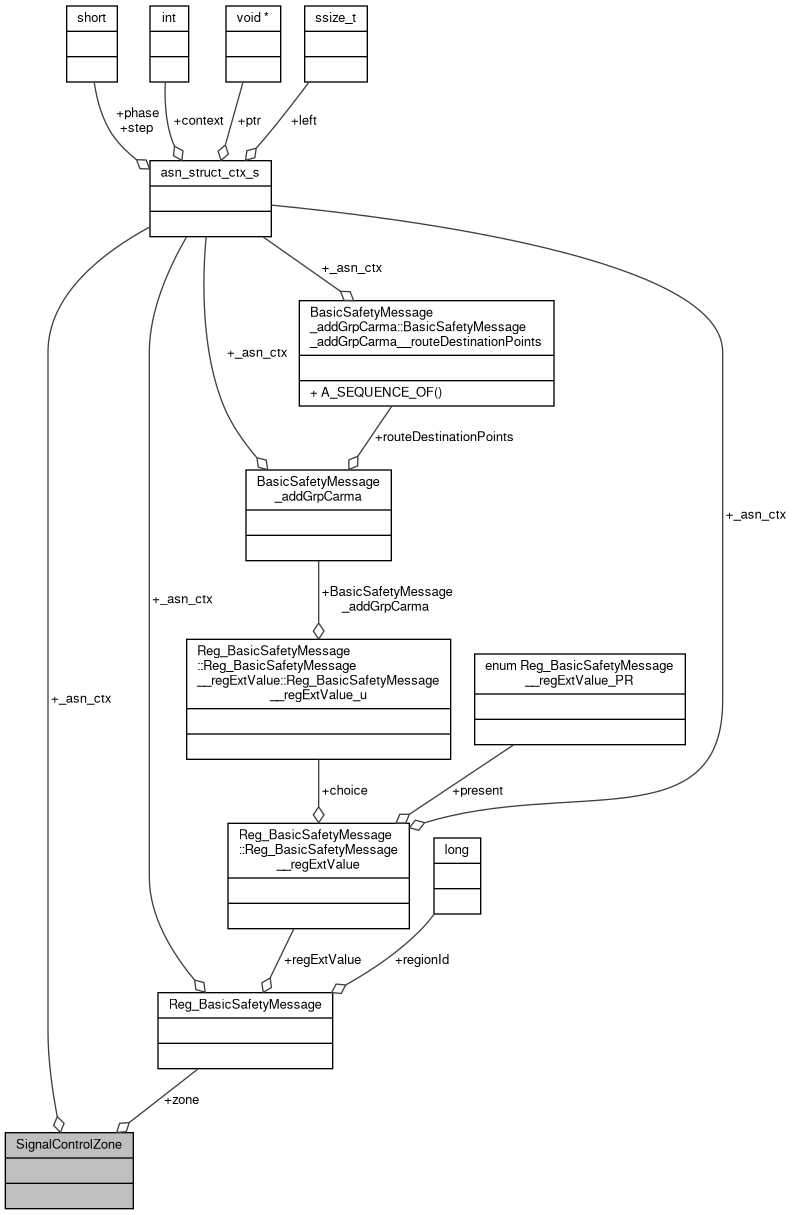 short
int
void *
ssize_t
+phase
+step
+context
+ptr
+left
asn_struct_ctx_s
+_asn_ctx
BasicSafetyMessage
_addGrpCarma::BasicSafetyMessage
_addGrpCarma__routeDestinationPoints
+ A_SEQUENCE_OF()
+_asn_ctx
+routeDestinationPoints
BasicSafetyMessage
_addGrpCarma
+_asn_ctx
+_asn_ctx
+BasicSafetyMessage
_addGrpCarma
Reg_BasicSafetyMessage
::Reg_BasicSafetyMessage
__regExtValue::Reg_BasicSafetyMessage
__regExtValue_u
enum Reg_BasicSafetyMessage
__regExtValue_PR
+_asn_ctx
+choice
+present
Reg_BasicSafetyMessage
::Reg_BasicSafetyMessage
__regExtValue
long
+regExtValue
+regionId
Reg_BasicSafetyMessage
+zone
SignalControlZone